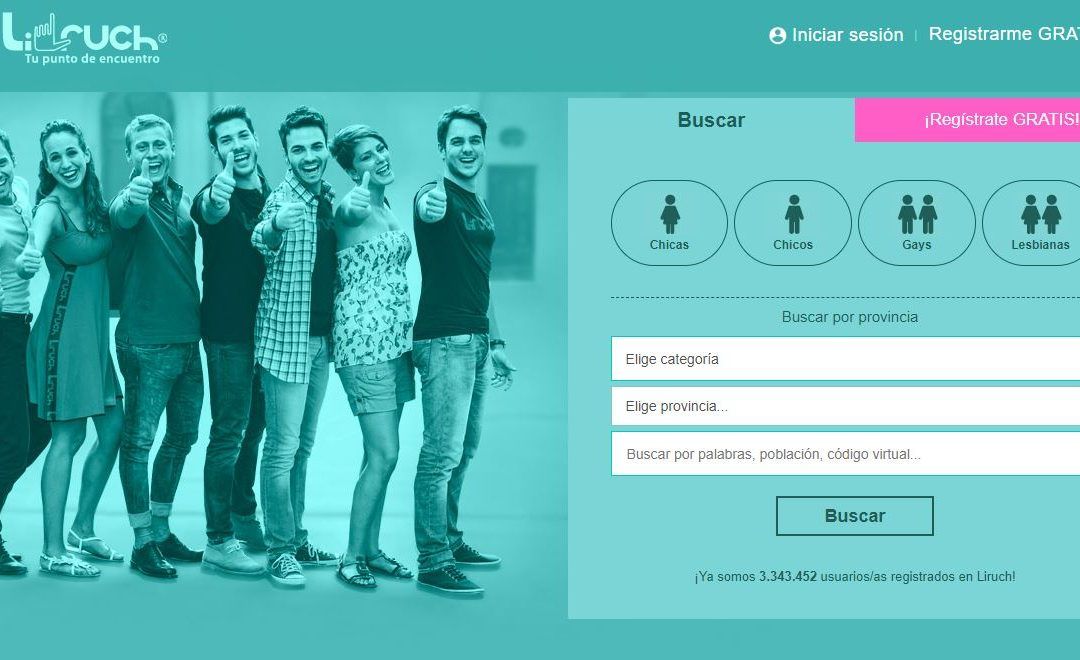 Liruch®
Tu punto de encuentro
Iniciar sesión | Registrarme GRAT
Buscar
¡Regístrate GRATIS!
Chicas
Chicos
Gays
Lesbianas
Buscar por provincia
Elige categoría
Elige provincia...
Buscar por palabras, población, código virtual...
Buscar
¡Ya somos 3.343.452 usuarios/as registrados en Liruch!
Liruch